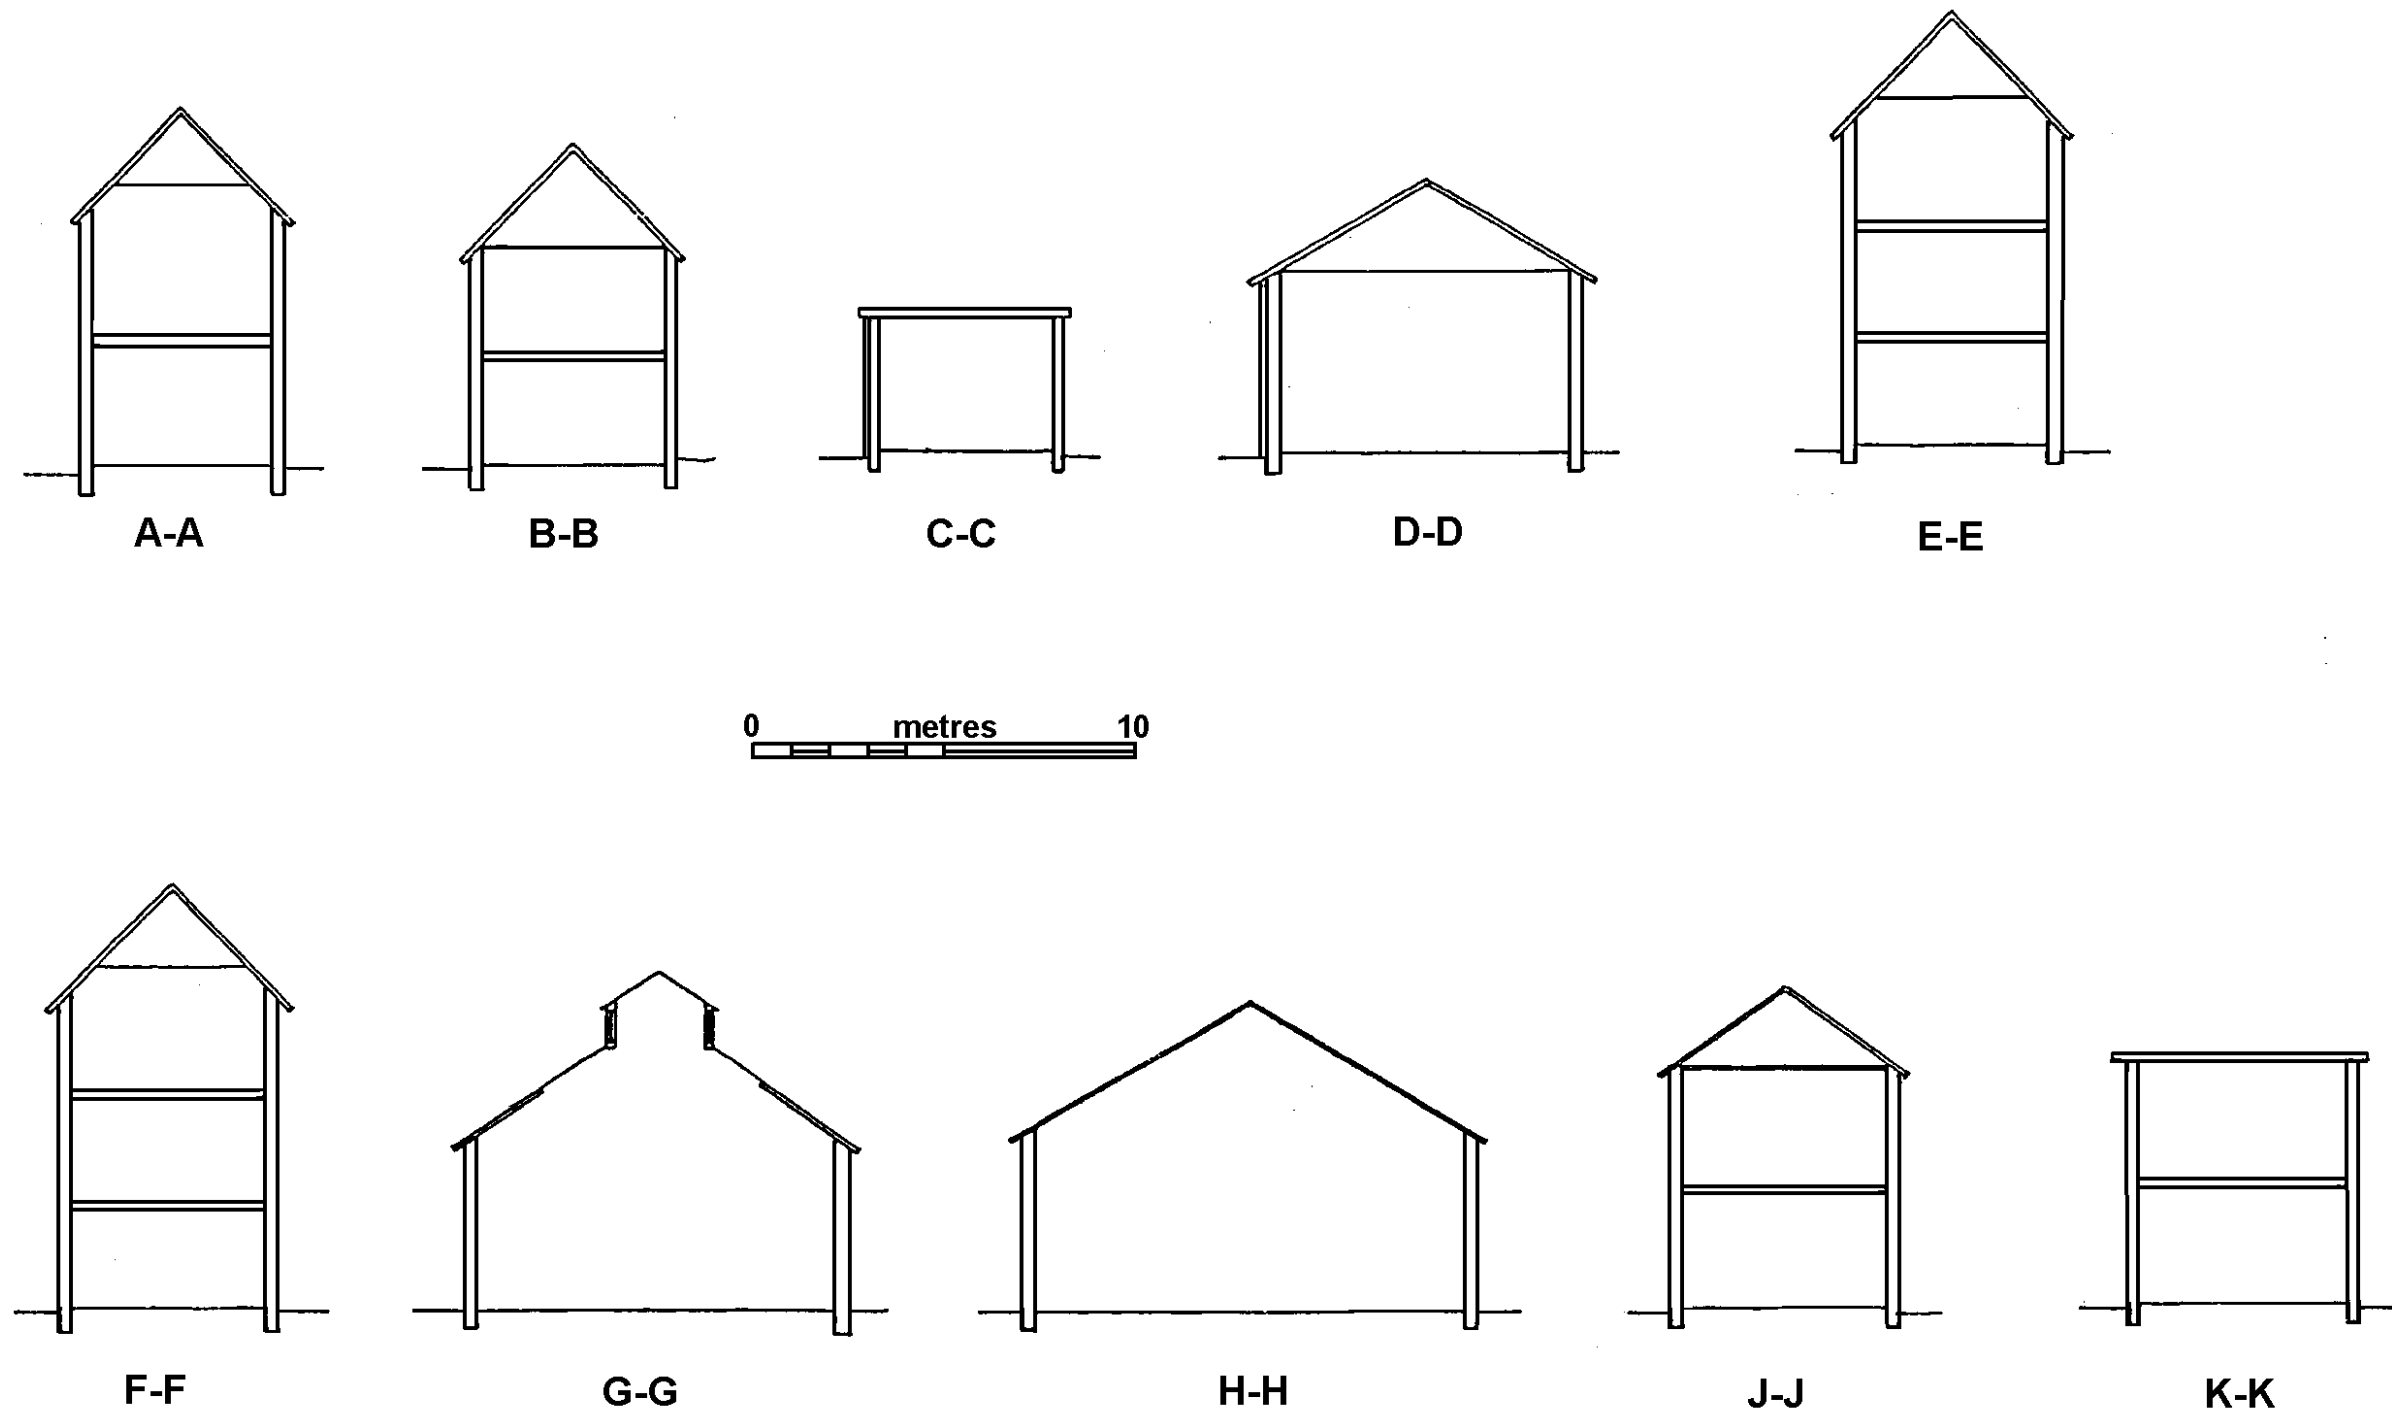 A-A
B-B
C-C
D-D
E-E
0 metres 10
F-F
G-G
H-H
J-J
K-K